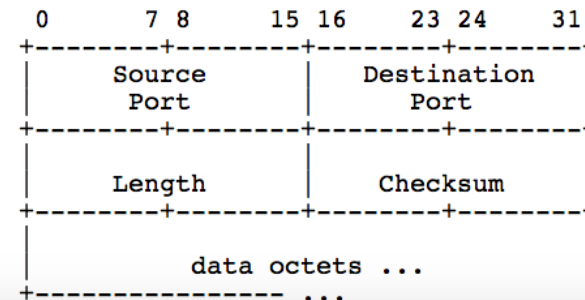 0 7 8 15 16 23 24 31
+--------+--------+--------+--------
| Source | Destination
| Port | Port
+--------+--------+--------+--------
| |
| Length | Checksum
+--------+--------+--------+--------
|
| data octets ...
+---------------- ...